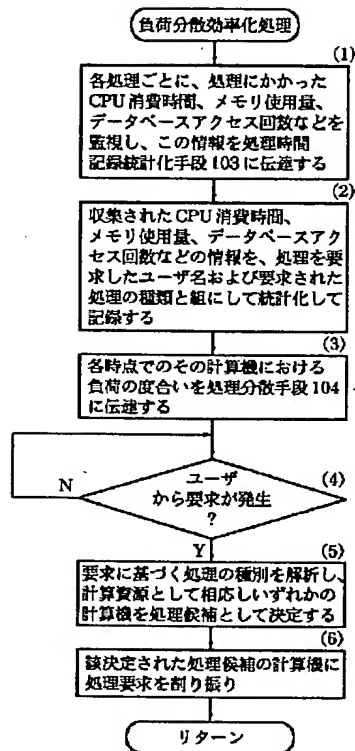 負荷分散効率化処理
(1)
各処理ごとに、処理にかかった
CPU消費時間、メモリ使用量、
データベースアクセス回数などを
監視し、この情報を処理時間
記録統計化手段103に伝達する
(2)
収集されたCPU消費時間、
メモリ使用量、データベースアク
セス回数などの情報を、処理を要
求したユーザ名および要求された
処理の種類と組にして統計化して
記録する
(3)
各時点でのその計算機における
負荷の度合いを処理分散手段104
に伝達する
(4)
ユーザ
から要求が発生
?
N
Y
(5)
要求に基づく処理の種別を解析し、
計算資源として相応しいいずれかの
計算機を処理候補として決定する
(6)
該決定された処理候補の計算機に
処理要求を割り振り
リターン